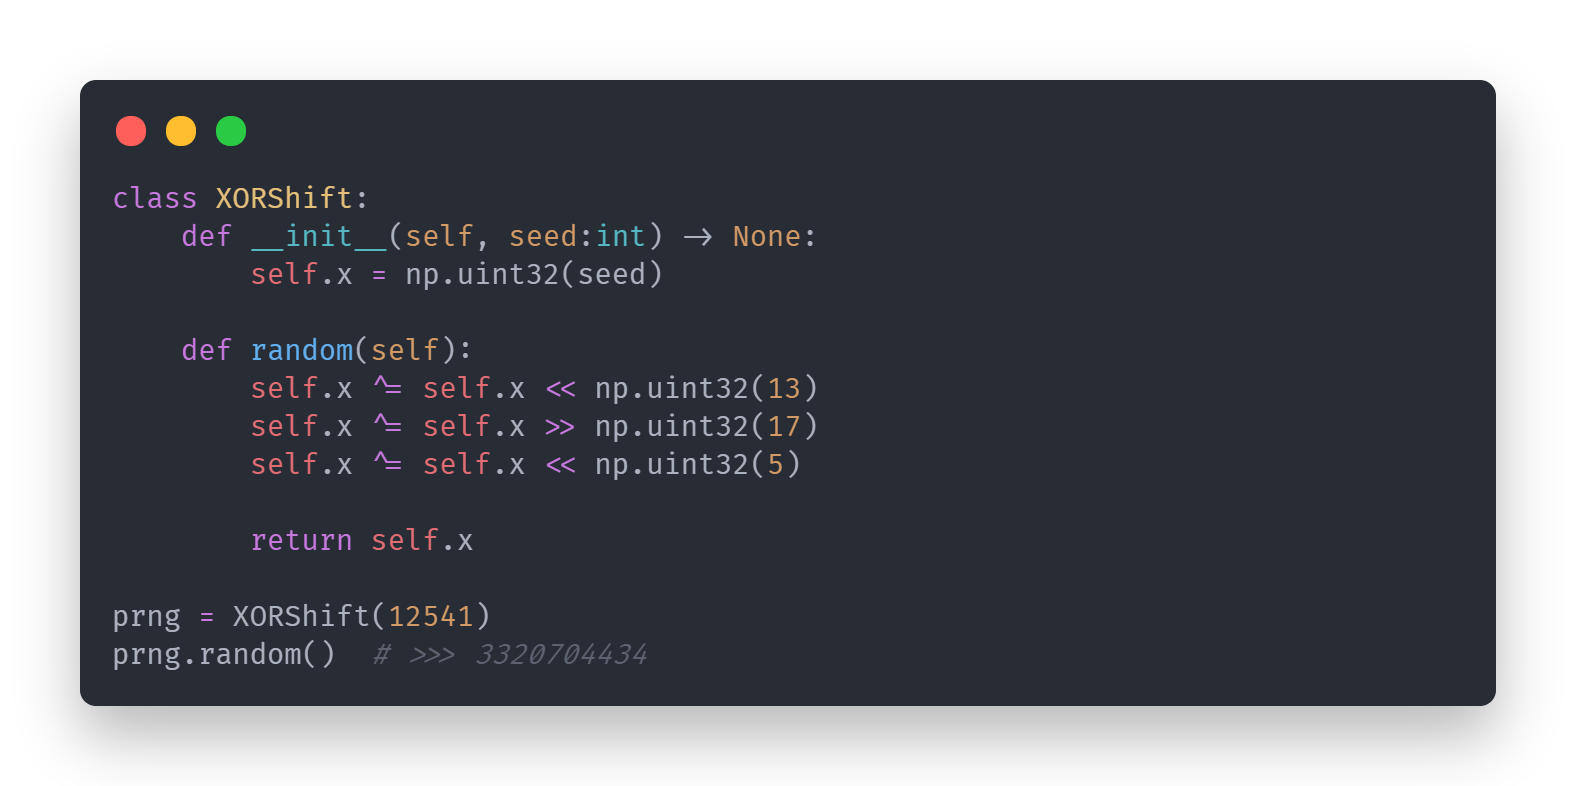 class XORShift:
    def __init__(self, seed:int) -> None:
        self.x = np.uint32(seed)

    def random(self):
        self.x ^= self.x << np.uint32(13)
        self.x ^= self.x >> np.uint32(17)
        self.x ^= self.x << np.uint32(5)

        return self.x

prng = XORShift(12541)
prng.random()  # >>> 3320704434